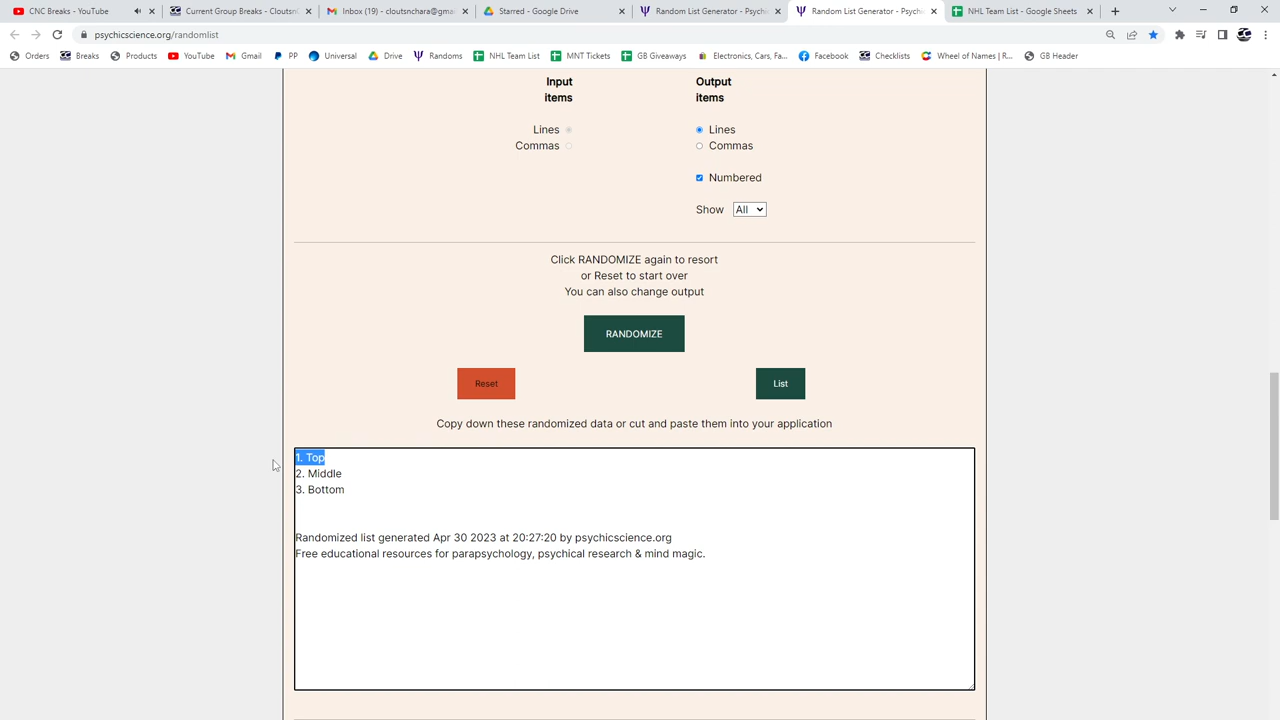 CNC Breaks - YouTube
Current Group Breaks - Cloutsn
Inbox (19) - cloutsnchara@gma
Starred - Google Drive
Random List Generator - Psychic
Random List Generator - Psych
NHL Team List - Google Sheets
psychicscience.org/randomlist
Orders Breaks Products YouTube Gmail PP Universal Drive Randoms NHL Team List MNT Tickets GB Giveaways Electronics, Cars, Fa... Facebook Checklists Wheel of Names | R... GB Header
Input items
Output items
Lines
Commas
Lines
Commas
Numbered
Show All
Click RANDOMIZE again to resort
or Reset to start over
You can also change output
RANDOMIZE
Reset
List
Copy down these randomized data or cut and paste them into your application
1. Top
2. Middle
3. Bottom
Randomized list generated Apr 30 2023 at 20:27:20 by psychicscience.org
Free educational resources for parapsychology, psychical research & mind magic.